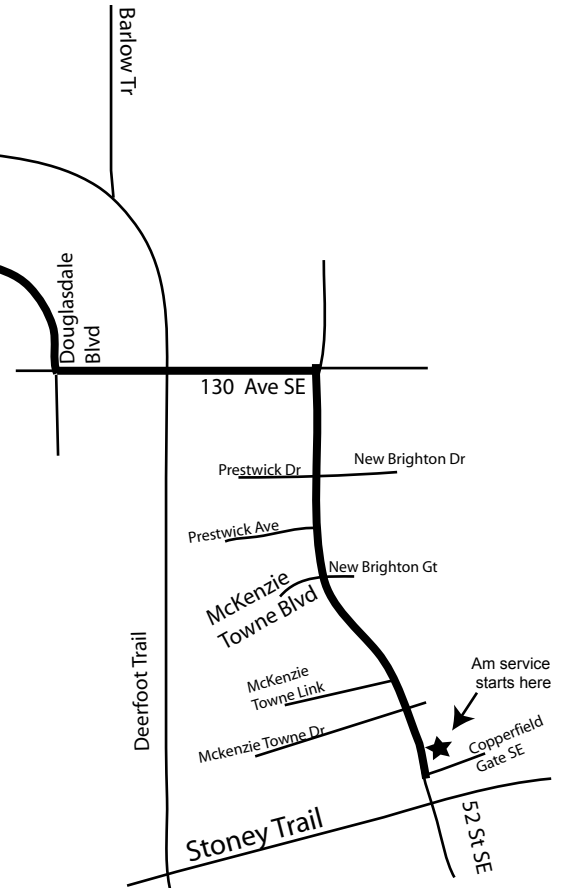 Barlow Tr
Douglasdale
Blvd
130 Ave SE
New Brighton Dr
Prestwick Dr
Prestwick Ave
New Brighton Gt
McKenzie
Towne Blvd
Deerfoot Trail
McKenzie
Towne Link
Am service
starts here
Mckenzie Towne Dr
Copperfield
Gate SE
Stoney Trail
52 St SE